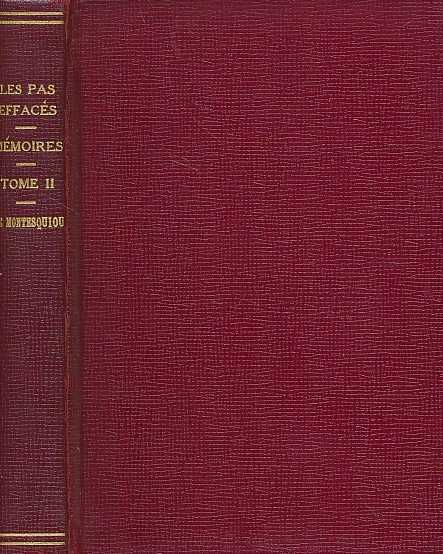 LES PAS
EFFACÉS
MÉMOIRES
TOME II
MONTESQUIOU